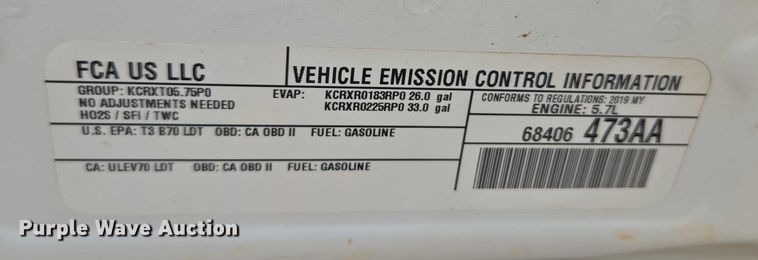 FCA US LLC
VEHICLE EMISSION CONTROL INFORMATION
GROUP: KCRXT05.75P0
EVAP: KCRXR0183RP0 26.0 gal
KCRXR0225RP0 33.0 gal
NO ADJUSTMENTS NEEDED
HO2S / SFI / TWC
CONFORMS TO REGULATIONS: 2019 MY
ENGINE: 5.7L
U.S. EPA: T3 B70 LDT OBD: CA OBD II FUEL: GASOLINE
68406 473AA
CA: ULEV70 LDT OBD: CA OBD II FUEL: GASOLINE
Purple Wave Auction